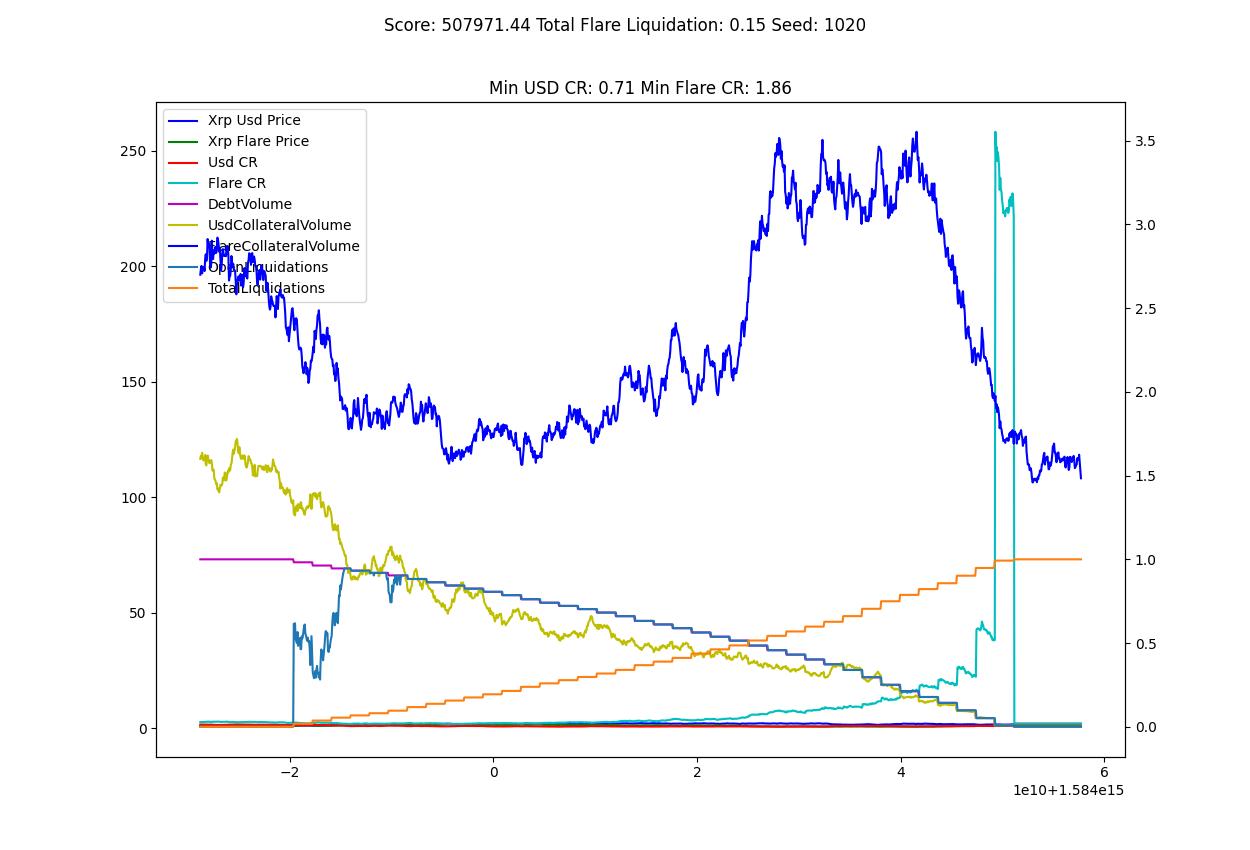 Score: 507971.44 Total Flare Liquidation: 0.15 Seed: 1020
Min USD CR: 0.71 Min Flare CR: 1.86
Xrp Usd Price
Xrp Flare Price
Usd CR
Flare CR
DebtVolume
UsdCollateralVolume
FlareCollateralVolume
OpenLiquidations
TotalLiquidations
250
200
150
100
50
0
3.5
3.0
2.5
2.0
1.5
1.0
0.5
0.0
−2
0
2
4
6
1e10+1.584e15